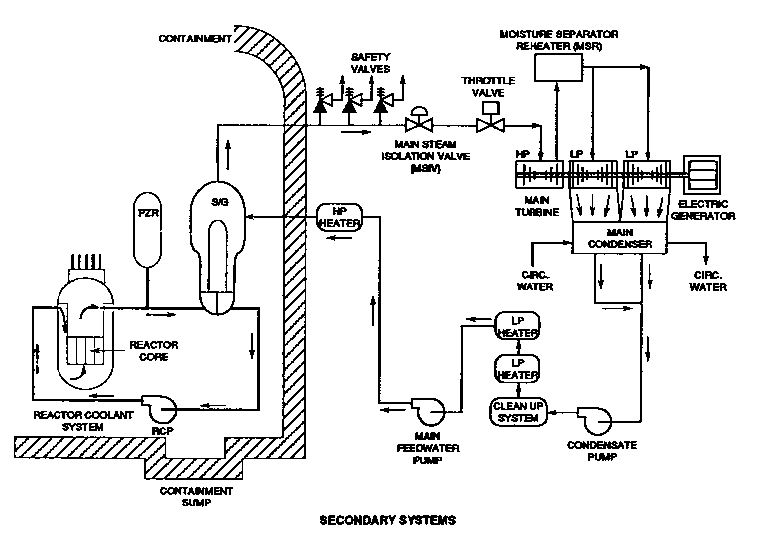 MOISTURE SEPARATOR
REHEATER (MSR)
CONTAINMENT
SAFETY
VALVES
THROTTLE
VALVE
MAIN STEAM
ISOLATION VALVE
(MSIV)
HP
LP
LP
S/G
PZR
HP
HEATER
MAIN
TURBINE
ELECTRIC
GENERATOR
MAIN
CONDENSER
CIRC.
WATER
CIRC.
WATER
LP
HEATER
REACTOR
CORE
LP
HEATER
CLEAN UP
SYSTEM
REACTOR COOLANT
SYSTEM
RCP
MAIN
FEEDWATER
PUMP
CONDENSATE
PUMP
CONTAINMENT
SUMP
SECONDARY SYSTEMS